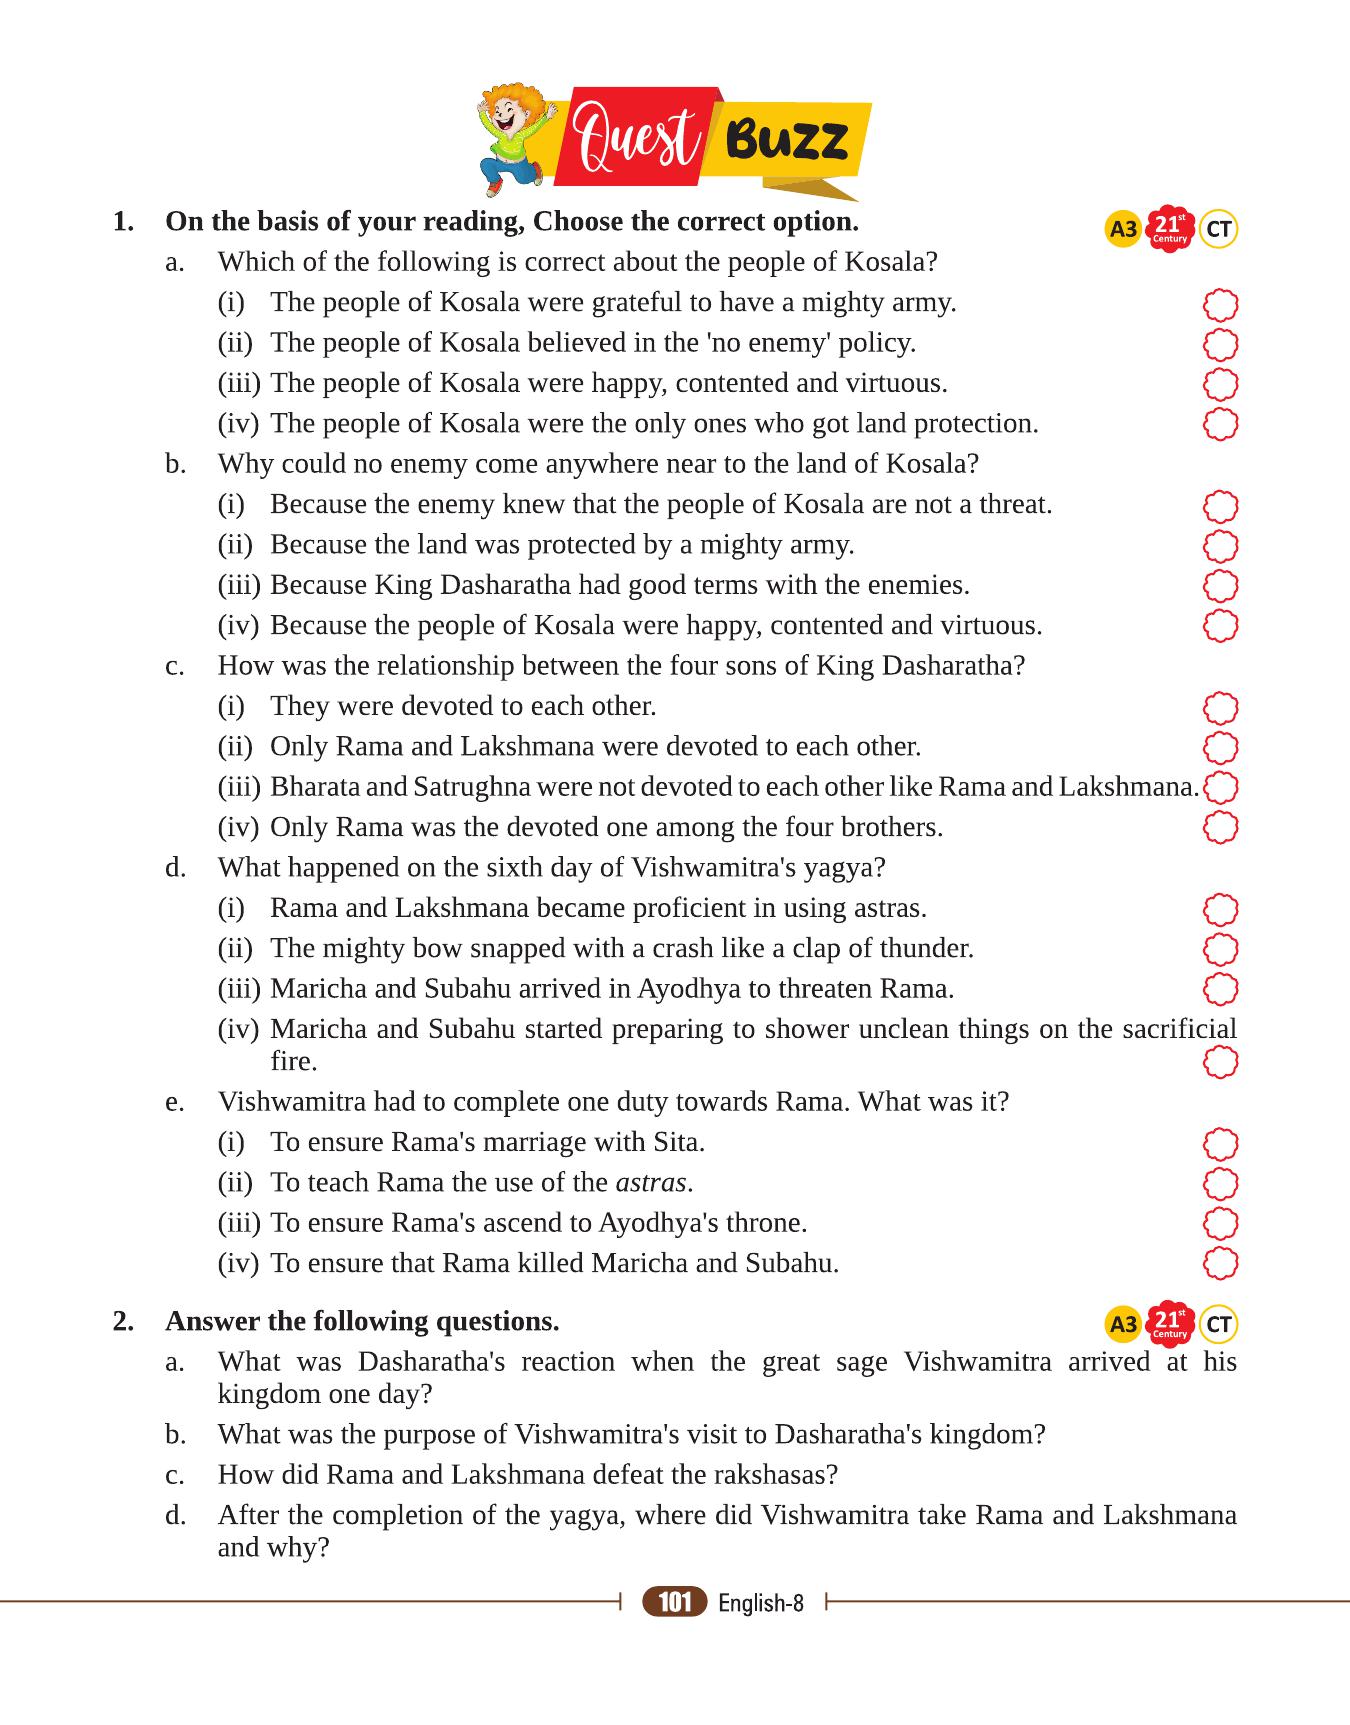 Quest Buzz
1. On the basis of your reading, Choose the correct option. A3 21st Century CT
a. Which of the following is correct about the people of Kosala?
(i) The people of Kosala were grateful to have a mighty army.
(ii) The people of Kosala believed in the 'no enemy' policy.
(iii) The people of Kosala were happy, contented and virtuous.
(iv) The people of Kosala were the only ones who got land protection.
b. Why could no enemy come anywhere near to the land of Kosala?
(i) Because the enemy knew that the people of Kosala are not a threat.
(ii) Because the land was protected by a mighty army.
(iii) Because King Dasharatha had good terms with the enemies.
(iv) Because the people of Kosala were happy, contented and virtuous.
c. How was the relationship between the four sons of King Dasharatha?
(i) They were devoted to each other.
(ii) Only Rama and Lakshmana were devoted to each other.
(iii) Bharata and Satrughna were not devoted to each other like Rama and Lakshmana.
(iv) Only Rama was the devoted one among the four brothers.
d. What happened on the sixth day of Vishwamitra's yagya?
(i) Rama and Lakshmana became proficient in using astras.
(ii) The mighty bow snapped with a crash like a clap of thunder.
(iii) Maricha and Subahu arrived in Ayodhya to threaten Rama.
(iv) Maricha and Subahu started preparing to shower unclean things on the sacrificial
fire.
e. Vishwamitra had to complete one duty towards Rama. What was it?
(i) To ensure Rama's marriage with Sita.
(ii) To teach Rama the use of the astras.
(iii) To ensure Rama's ascend to Ayodhya's throne.
(iv) To ensure that Rama killed Maricha and Subahu.
2. Answer the following questions. A3 21st Century CT
a. What was Dasharatha's reaction when the great sage Vishwamitra arrived at his
kingdom one day?
b. What was the purpose of Vishwamitra's visit to Dasharatha's kingdom?
c. How did Rama and Lakshmana defeat the rakshasas?
d. After the completion of the yagya, where did Vishwamitra take Rama and Lakshmana
and why?
101 English-8